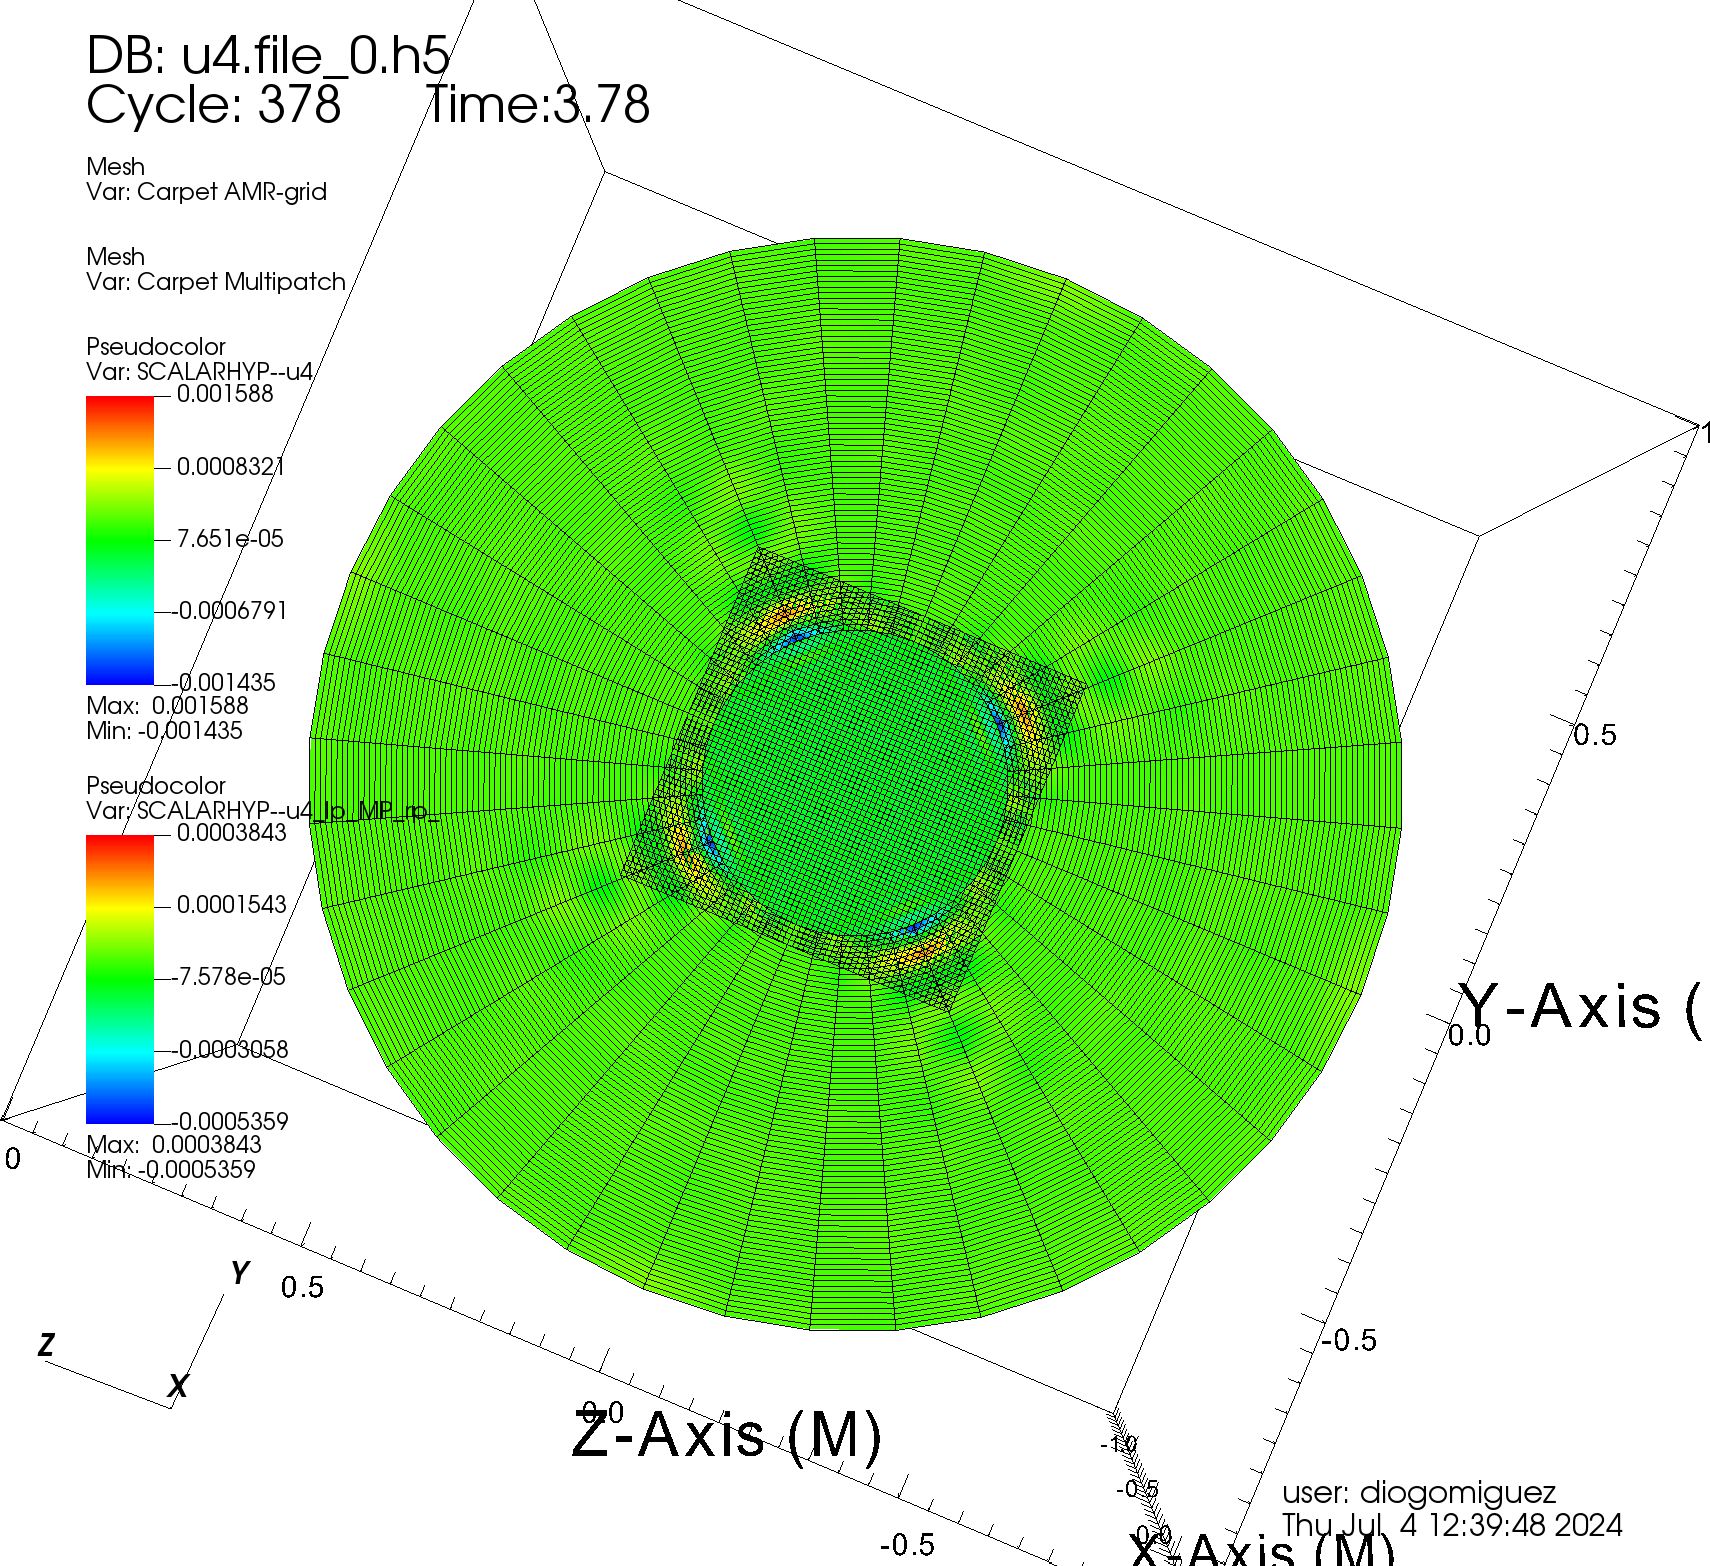 DB: u4.file_0.h5
Cycle: 378 Time:3.78
Mesh
Var: Carpet AMR-grid
Mesh
Var: Carpet Multipatch
Pseudocolor
Var: SCALARHYP--u4
0.001588
0.0008321
7.651e-05
-0.0006791
-0.001435
Max: 0.001588
Min: -0.001435
Pseudocolor
Var: SCALARHYP--u4_lp_MP_rp_
0.0003843
0.0001543
-7.578e-05
-0.0003058
-0.0005359
Max: 0.0003843
Min: -0.0005359
1
0.5
Y-Axis (
0.0
-0.5
0
0.5
0.0
Z-Axis (M)
-0.5
Y
Z
X
-1.0
-0.5
0.0
X-Axis (M)
user: diogomiguez
Thu Jul 4 12:39:48 2024